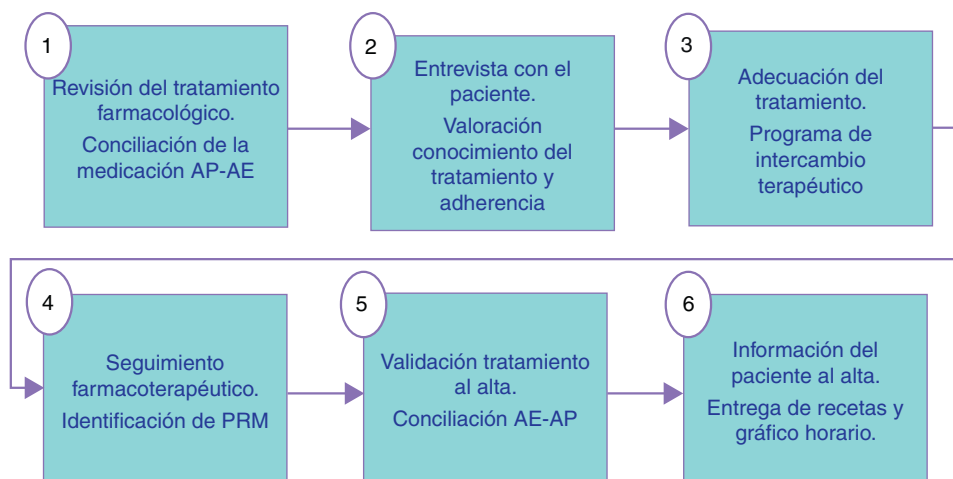 1
Revisión del tratamiento
farmacológico.
Conciliación de la
medicación AP-AE
2
Entrevista con el
paciente.
Valoración
conocimiento del
tratamiento y
adherencia
3
Adecuación del
tratamiento.
Programa de
intercambio
terapéutico
4
Seguimiento
farmacoterapéutico.
Identificación de PRM
5
Validación tratamiento
al alta.
Conciliación AE-AP
6
Información del
paciente al alta.
Entrega de recetas y
gráfico horario.